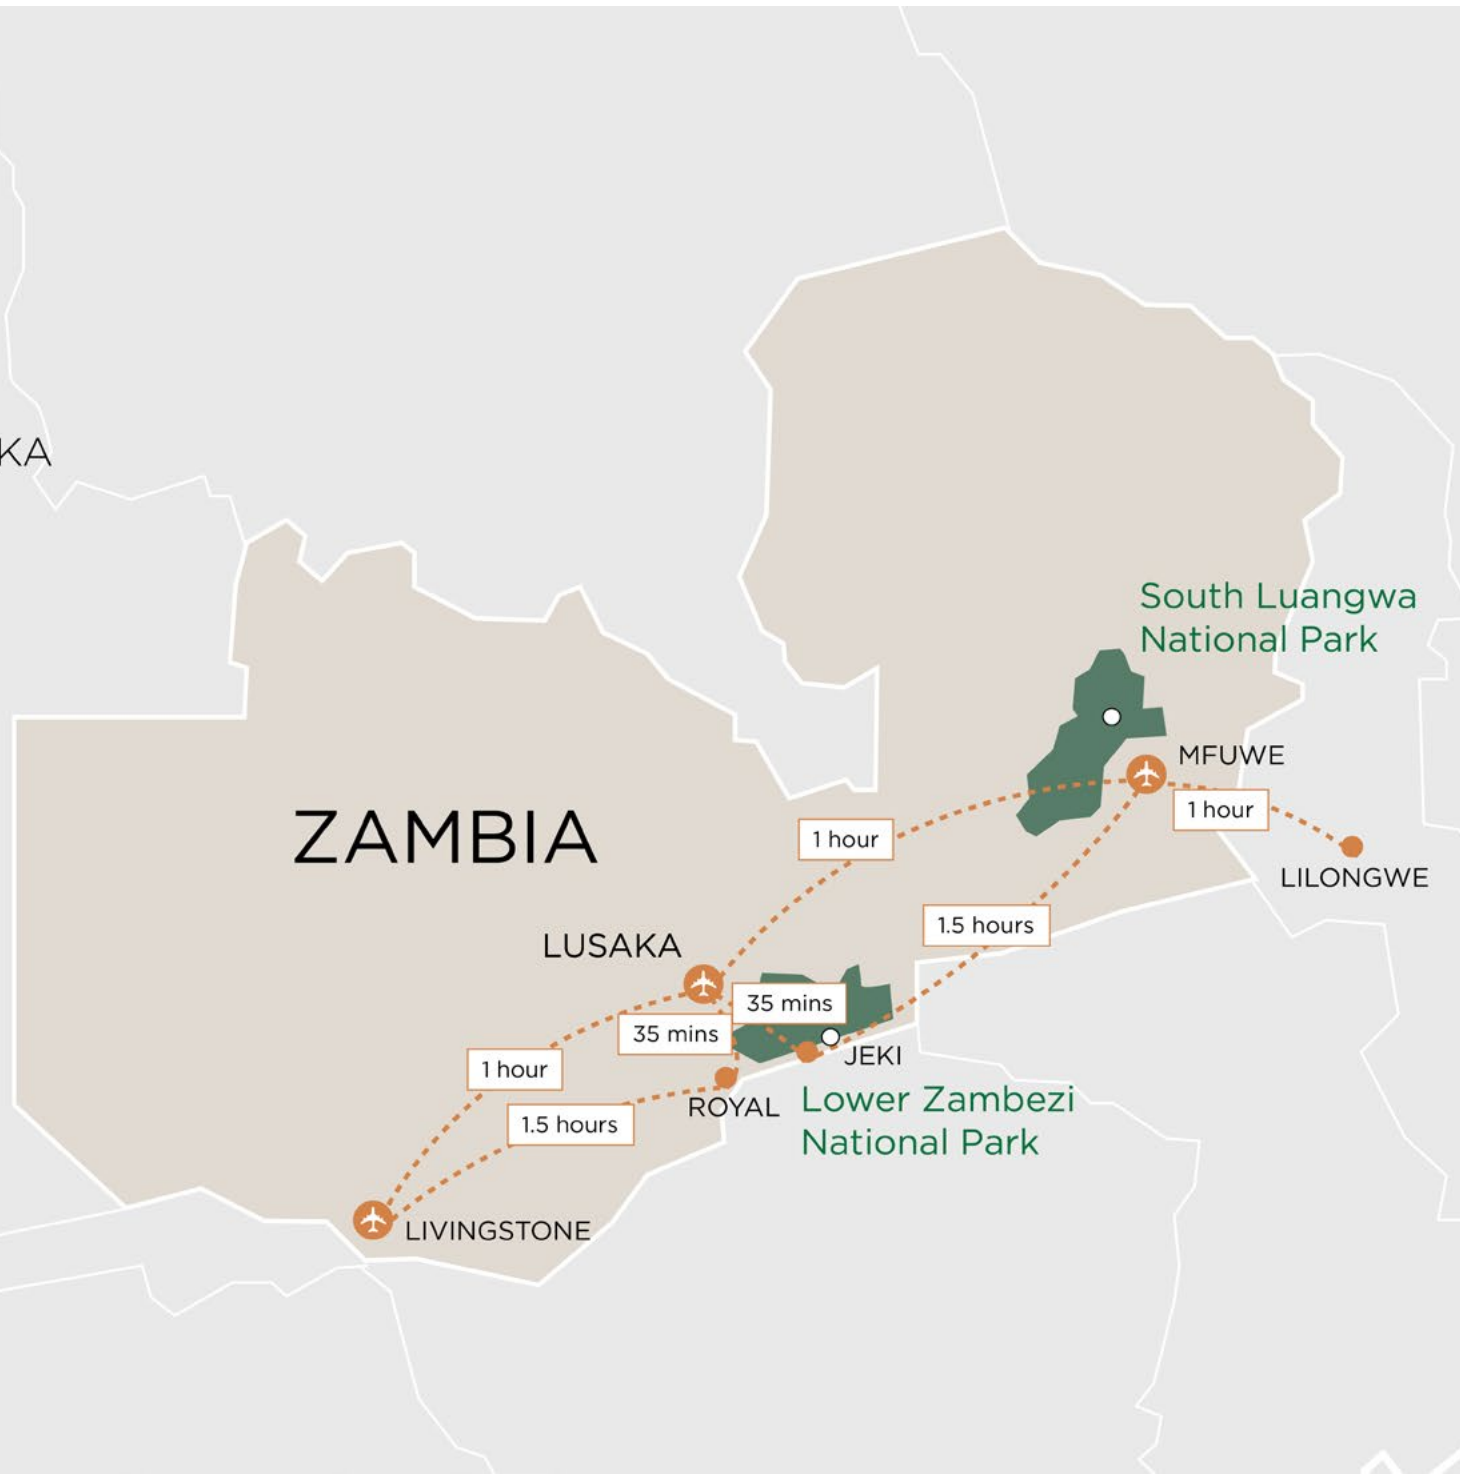 KA
South Luangwa
National Park
MFUWE
1 hour
ZAMBIA
1 hour
LILONGWE
1.5 hours
LUSAKA
35 mins
35 mins
JEKI
1 hour
ROYAL
Lower Zambezi
National Park
1.5 hours
LIVINGSTONE